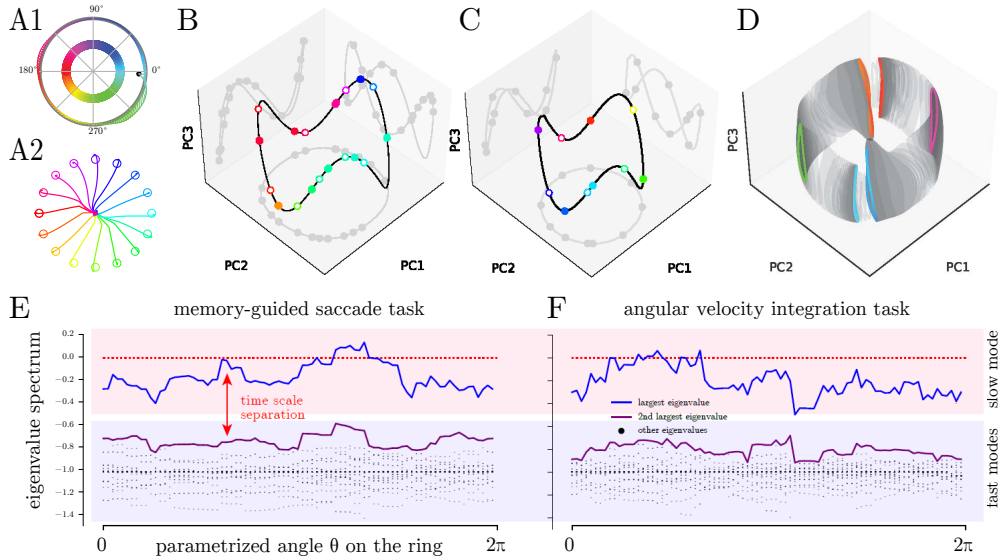 A1
90°
180°
0°
270°
A2
B
PC3
PC2
PC1
C
PC3
PC2
PC1
D
PC3
PC2
PC1
E
memory-guided saccade task
F
angular velocity integration task
eigenvalue spectrum
0.2
0.0
-0.2
-0.4
-0.6
-0.8
-1.0
-1.2
-1.4
time scale
separation
largest eigenvalue
2nd largest eigenvalue
other eigenvalues
slow mode
fast modes
0
parametrized angle θ on the ring
2π
0
2π